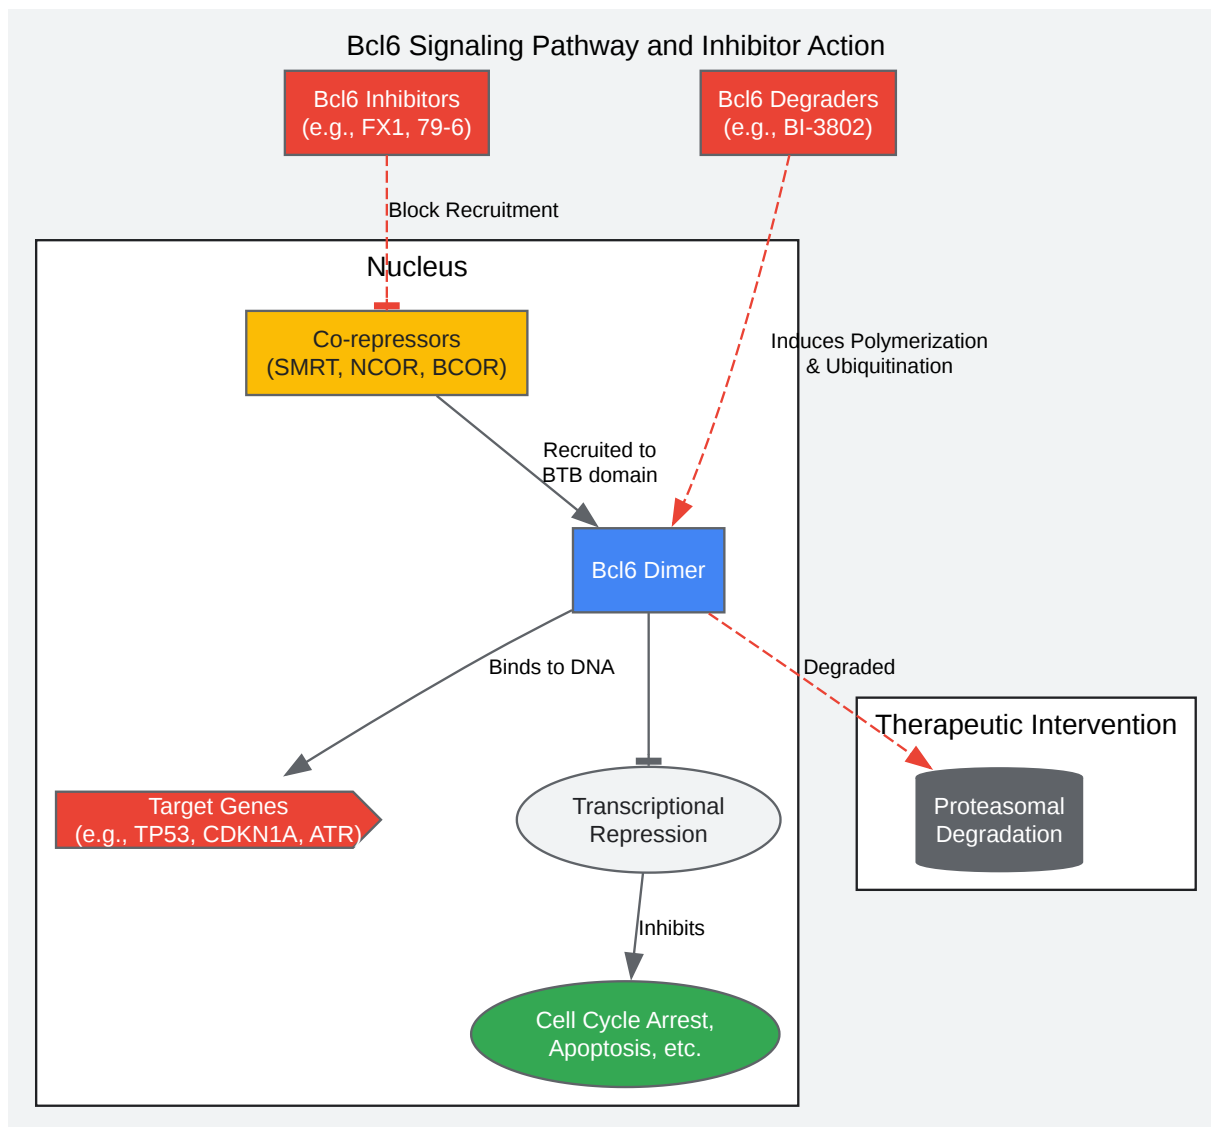 Bcl6 Signaling Pathway and Inhibitor Action
Bcl6 Inhibitors
(e.g., FX1, 79-6)
Bcl6 Degraders
(e.g., BI-3802)
Block Recruitment
Nucleus
Co-repressors
(SMRT, NCOR, BCOR)
Induces Polymerization
& Ubiquitination
Recruited to
BTB domain
Bcl6 Dimer
Binds to DNA
Degraded
Therapeutic Intervention
Target Genes
(e.g., TP53, CDKN1A, ATR)
Transcriptional
Repression
Proteasomal
Degradation
Inhibits
Cell Cycle Arrest,
Apoptosis, etc.